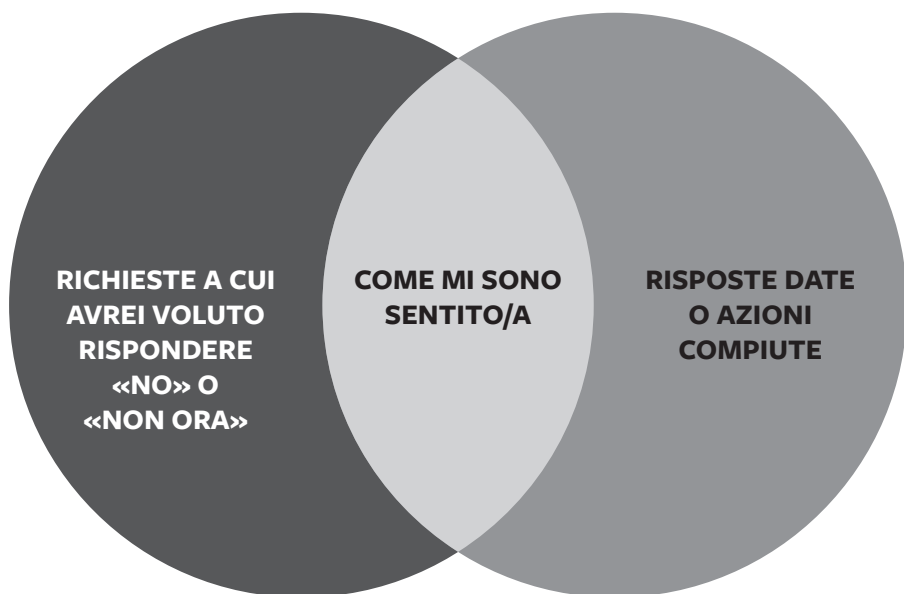 RICHIESTE A CUI
AVREI VOLUTO
RISPONDERE
«NO» O
«NON ORA»
COME MI SONO
SENTITO/A
RISPOSTE DATE
O AZIONI
COMPIUTE